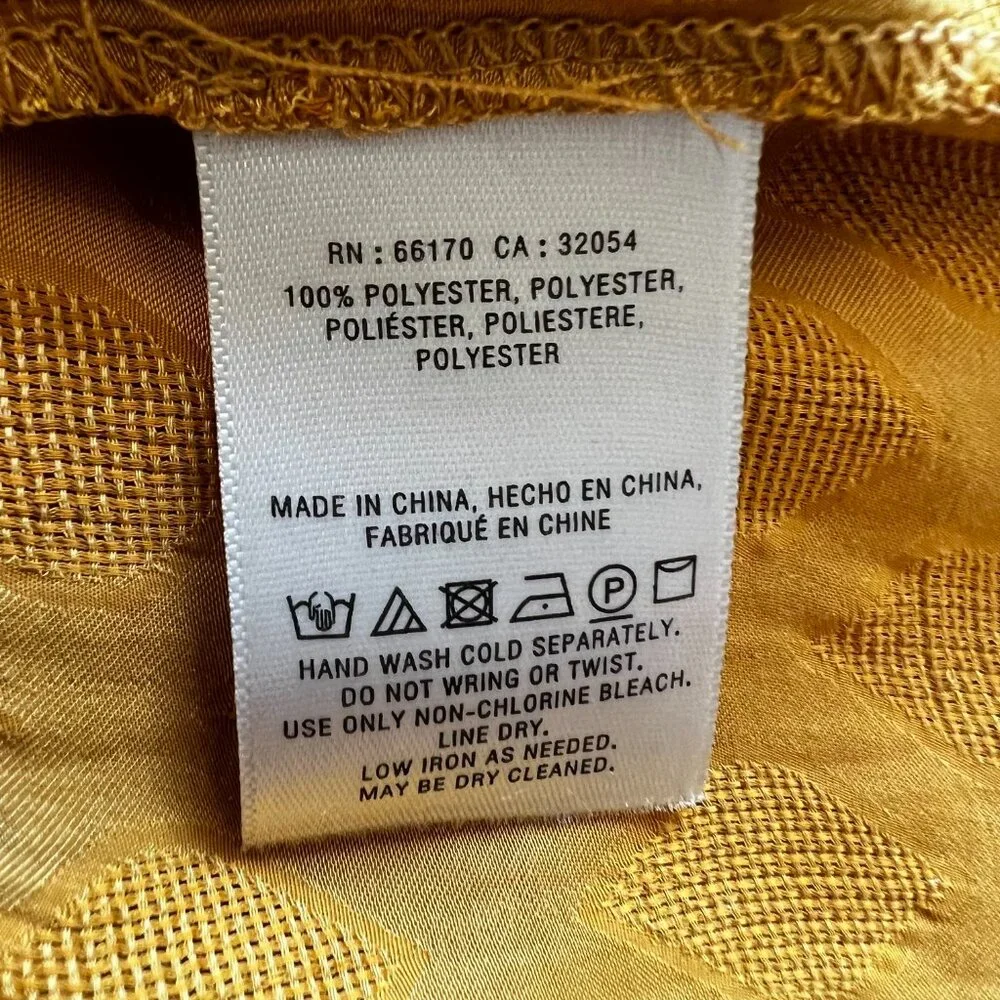 RN : 66170 CA : 32054
100% POLYESTER, POLYESTER,
POLIÉSTER, POLIESTERE,
POLYESTER
MADE IN CHINA, HECHO EN CHINA,
FABRIQUÉ EN CHINE
P
HAND WASH COLD SEPARATELY.
DO NOT WRING OR TWIST.
USE ONLY NON-CHLORINE BLEACH.
LINE DRY.
LOW IRON AS NEEDED.
MAY BE DRY CLEANED.